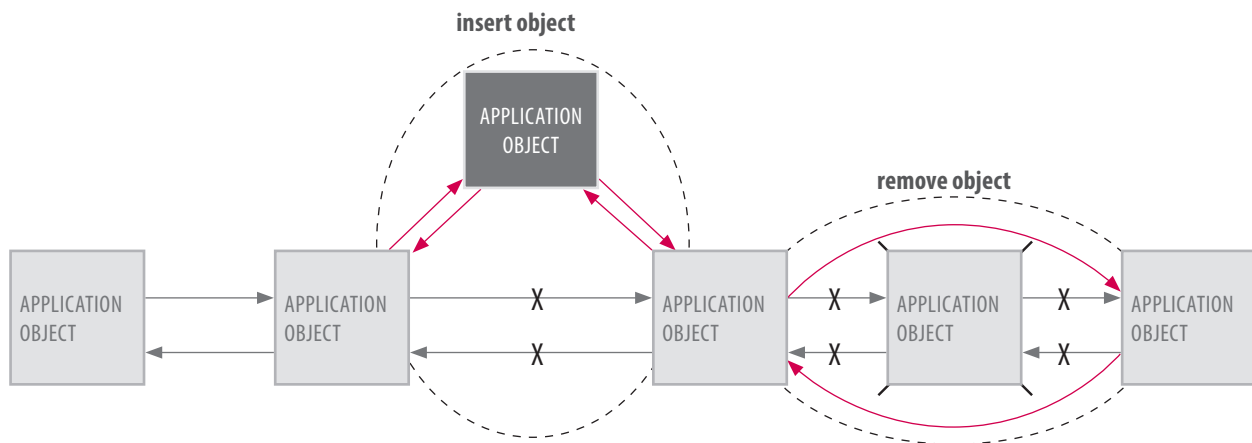 insert object
APPLICATION
OBJECT
remove object
APPLICATION
OBJECT
APPLICATION
OBJECT
X
X
APPLICATION
OBJECT
X
X
APPLICATION
OBJECT
X
X
APPLICATION
OBJECT